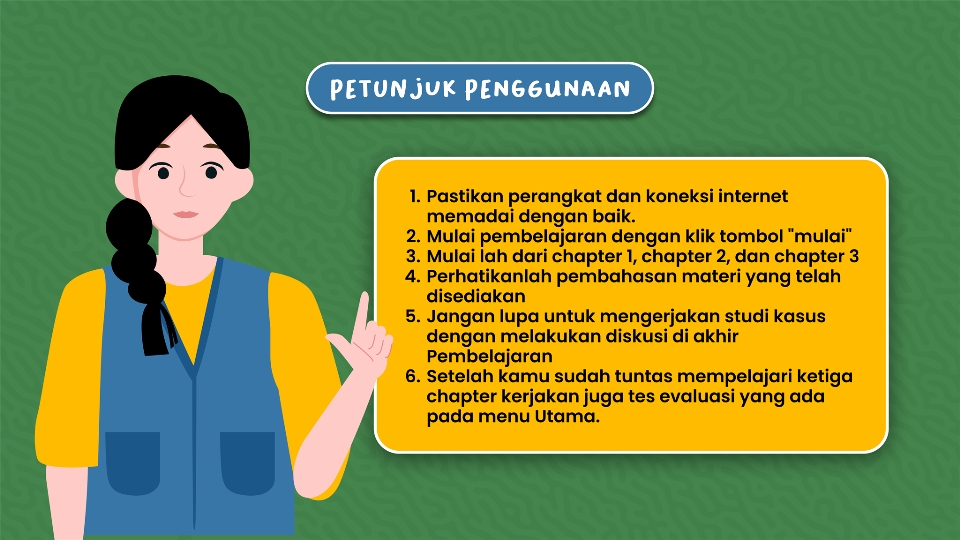 PETUNJUK PENGGUNAAN
1. Pastikan perangkat dan koneksi internet
memadai dengan baik.
2. Mulai pembelajaran dengan klik tombol "mulai"
3. Mulai lah dari chapter 1, chapter 2, dan chapter 3
4. Perhatikanlah pembahasan materi yang telah
disediakan
5. Jangan lupa untuk mengerjakan studi kasus
dengan melakukan diskusi di akhir
Pembelajaran
6. Setelah kamu sudah tuntas mempelajari ketiga
chapter kerjakan juga tes evaluasi yang ada
pada menu Utama.